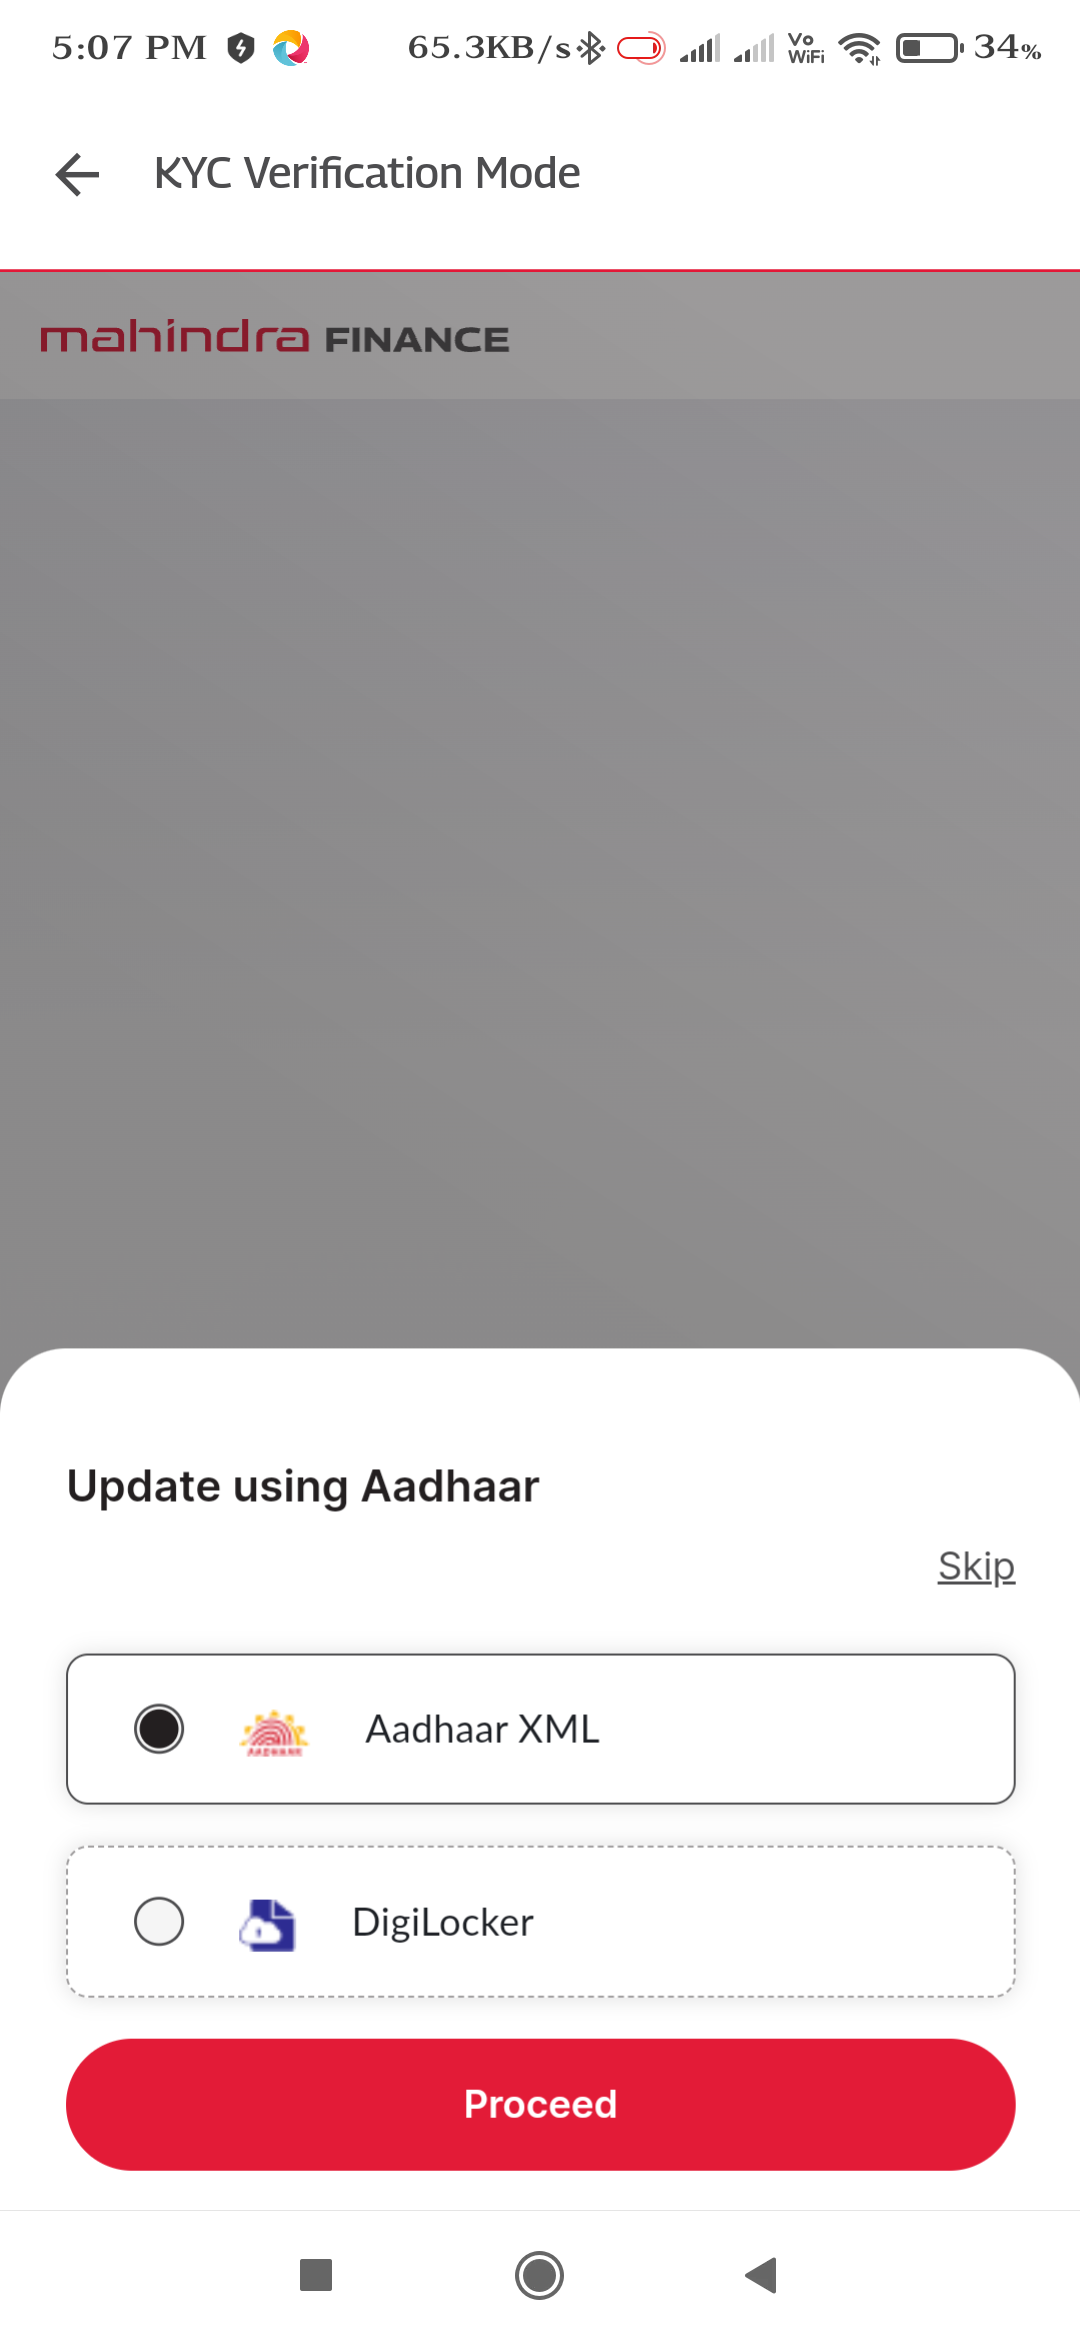 5:07 PM 65.3KB/s Vo WiFi 34%
KYC Verification Mode
mahindra FINANCE
Update using Aadhaar
Skip
AADHAAR Aadhaar XML
DigiLocker
Proceed